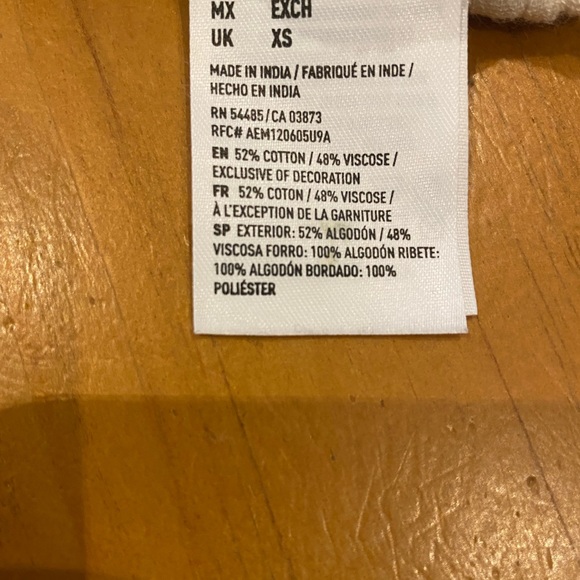 MX EXCH
UK XS
MADE IN INDIA / FABRIQUÉ EN INDE /
HECHO EN INDIA
RN 54485/CA 03873
RFC# AEM120605U9A
EN 52% COTTON / 48% VISCOSE /
EXCLUSIVE OF DECORATION
FR 52% COTON / 48% VISCOSE /
À L'EXCEPTION DE LA GARNITURE
SP EXTERIOR: 52% ALGODÓN / 48%
VISCOSA FORRO: 100% ALGODÓN RIBETE:
100% ALGODÓN BORDADO: 100%
POLIÉSTER